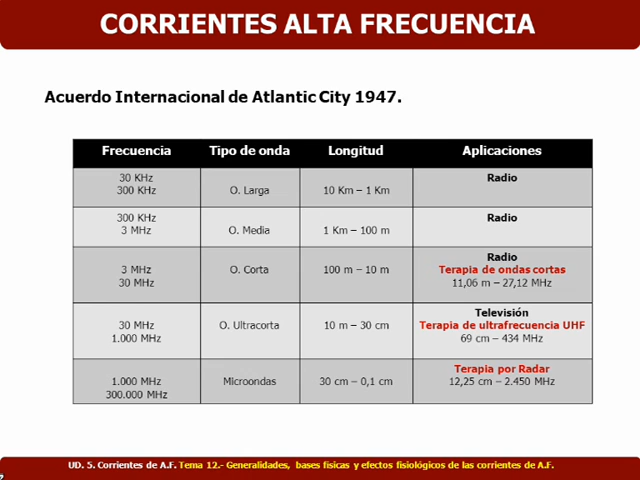 CORRIENTES ALTA FRECUENCIA
Acuerdo Internacional de Atlantic City 1947.
Frecuencia Tipo de onda Longitud Aplicaciones
30 KHz
300 KHz
O. Larga
10 Km – 1 Km
Radio
300 KHz
3 MHz
O. Media
1 Km – 100 m
Radio
3 MHz
30 MHz
O. Corta
100 m – 10 m
Radio
Terapia de ondas cortas
11,06 m – 27,12 MHz
30 MHz
1.000 MHz
O. Ultracorta
10 m – 30 cm
Televisión
Terapia de ultrafrecuencia UHF
69 cm – 434 MHz
1.000 MHz
300.000 MHz
Microondas
30 cm – 0,1 cm
Terapia por Radar
12,25 cm – 2.450 MHz
UD. 5. Corrientes de A.F. Tema 12.- Generalidades, bases físicas y efectos fisiológicos de las corrientes de A.F.